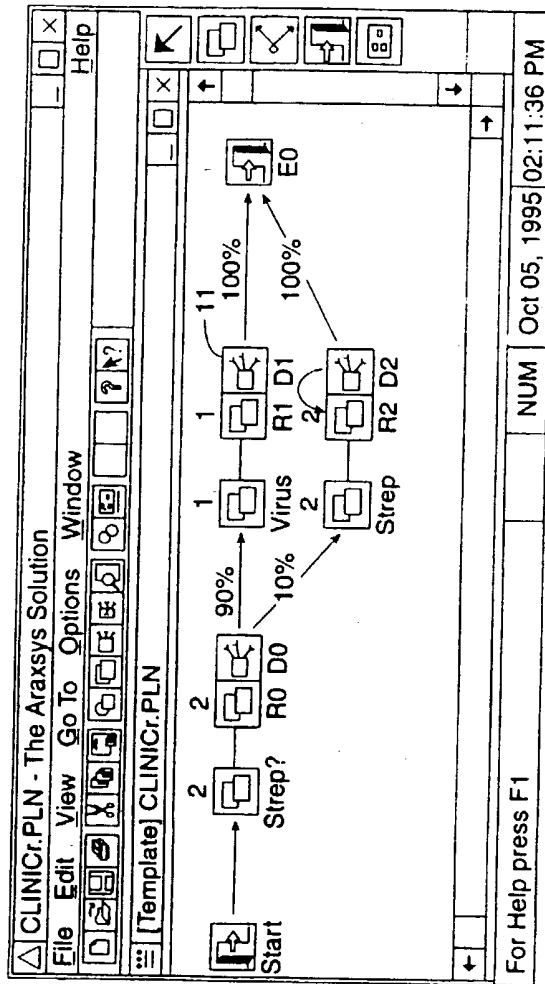 CLINICr.PLN - The Araxsys Solution
File Edit View Go To Options Window Help
[Template] CLINICr.PLN
Start
2
Strep?
2
R0 D0
90%
10%
1
Virus
2
Strep
1
R1 D1
11
2
R2 D2
100%
100%
E0
For Help press F1
NUM
Oct 05, 1995
02:11:36 PM